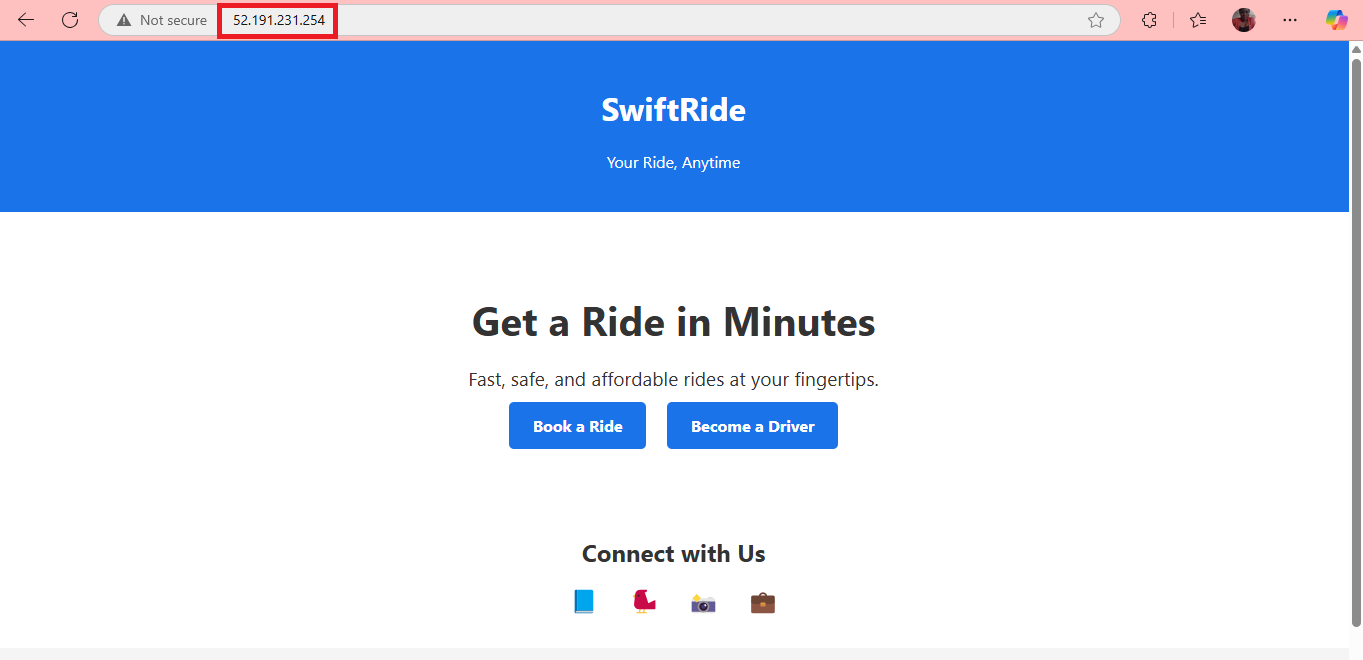 Not secure 52.191.231.254
SwiftRide
Your Ride, Anytime
Get a Ride in Minutes
Fast, safe, and affordable rides at your fingertips.
Book a Ride Become a Driver
Connect with Us